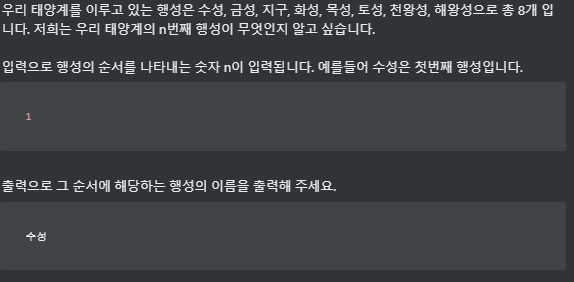 우리 태양계를 이루고 있는 행성은 수성, 금성, 지구, 화성, 목성, 토성, 천왕성, 해왕성으로 총 8개 입
니다. 저희는 우리 태양계의 n번째 행성이 무엇인지 알고 싶습니다.
입력으로 행성의 순서를 나타내는 숫자 n이 입력됩니다. 예를들어 수성은 첫번째 행성입니다.
1
출력으로 그 순서에 해당하는 행성의 이름을 출력해 주세요.
수성